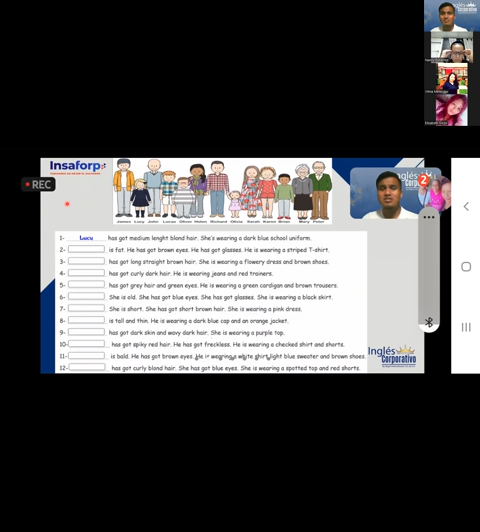 Inglés
Corporativo
Insaforp
REC
2
Inglés
Corporativo
James Lucy John Lucas Oliver Helen Richard Olivia Sarah Karen Brian Mary Peter
1- Lucy has got medium lenght blond hair. She's wearing a dark blue school uniform.
2- is fat. He has got brown eyes. He has got glasses. He is wearing a striped T-shirt.
3- has got long straight brown hair. She is wearing a flowery dress and brown shoes.
4- has got curly dark hair. He is wearing jeans and red trainers.
5- has got grey hair and green eyes. He is wearing a green cardigan and brown trousers.
6- She is old. She has got blue eyes. She has got glasses. She is wearing a black skirt.
7- She is short. She has got short brown hair. She is wearing a pink dress.
8- is tall and thin. He is wearing a dark blue cap and an orange jacket.
9- has got dark skin and wavy dark hair. She is wearing a purple top.
10- has got spiky red hair. He has got freckles. He is wearing a checked shirt and shorts.
11- is bald. He has got brown eyes. He is wearing a white shirt, light blue sweater and brown shoes.
12- has got curly blond hair. She has got blue eyes. She is wearing a spotted top and red shorts.
Inglés
Corporativo